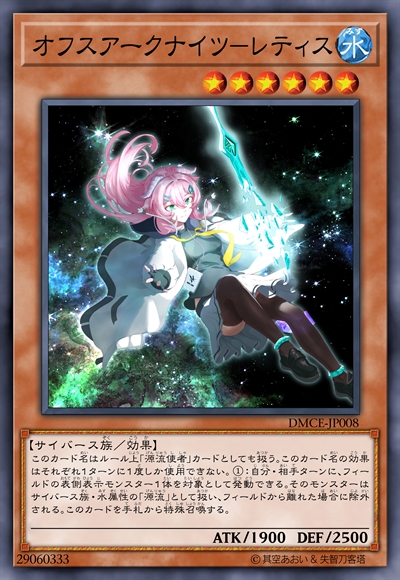 オフスアークナイツーレティス
水
みず
DMCE-JP008
【サイバース族／効果】
このカード名はルール上「源流使者」カードとしても扱う。このカード名の効果
はそれぞれ1ターンに1度しか使用できない。①：自分・相手ターンに、フィール
ドの表側表示モンスター1体を対象として発動できる。そのモンスターは
サイバース族・水属性の「源流」として扱い、フィールドから離れた場合に除外
される。このカードを手札から特殊召喚する。
ATK/1900 DEF/2500
29060333
©其空あおい & 失智刀客塔